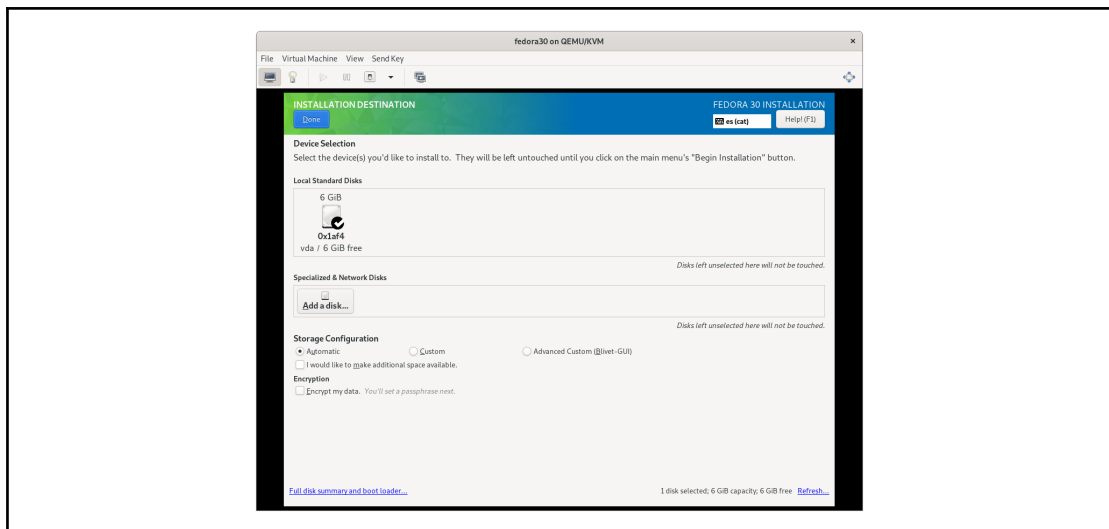 fedora30 on QEMU/KVM ×
File Virtual Machine View Send Key
INSTALLATION DESTINATION FEDORA 30 INSTALLATION
Done es (cat) Help! (F1)
Device Selection
Select the device(s) you'd like to install to. They will be left untouched until you click on the main menu's "Begin Installation" button.
Local Standard Disks
6 GiB
0x1af4
vda / 6 GiB free
Disks left unselected here will not be touched.
Specialized & Network Disks
Add a disk...
Disks left unselected here will not be touched.
Storage Configuration
Automatic Custom Advanced Custom (Blivet-GUI)
I would like to make additional space available.
Encryption
Encrypt my data. You'll set a passphrase next.
Full disk summary and boot loader... 1 disk selected; 6 GiB capacity; 6 GiB free Refresh...